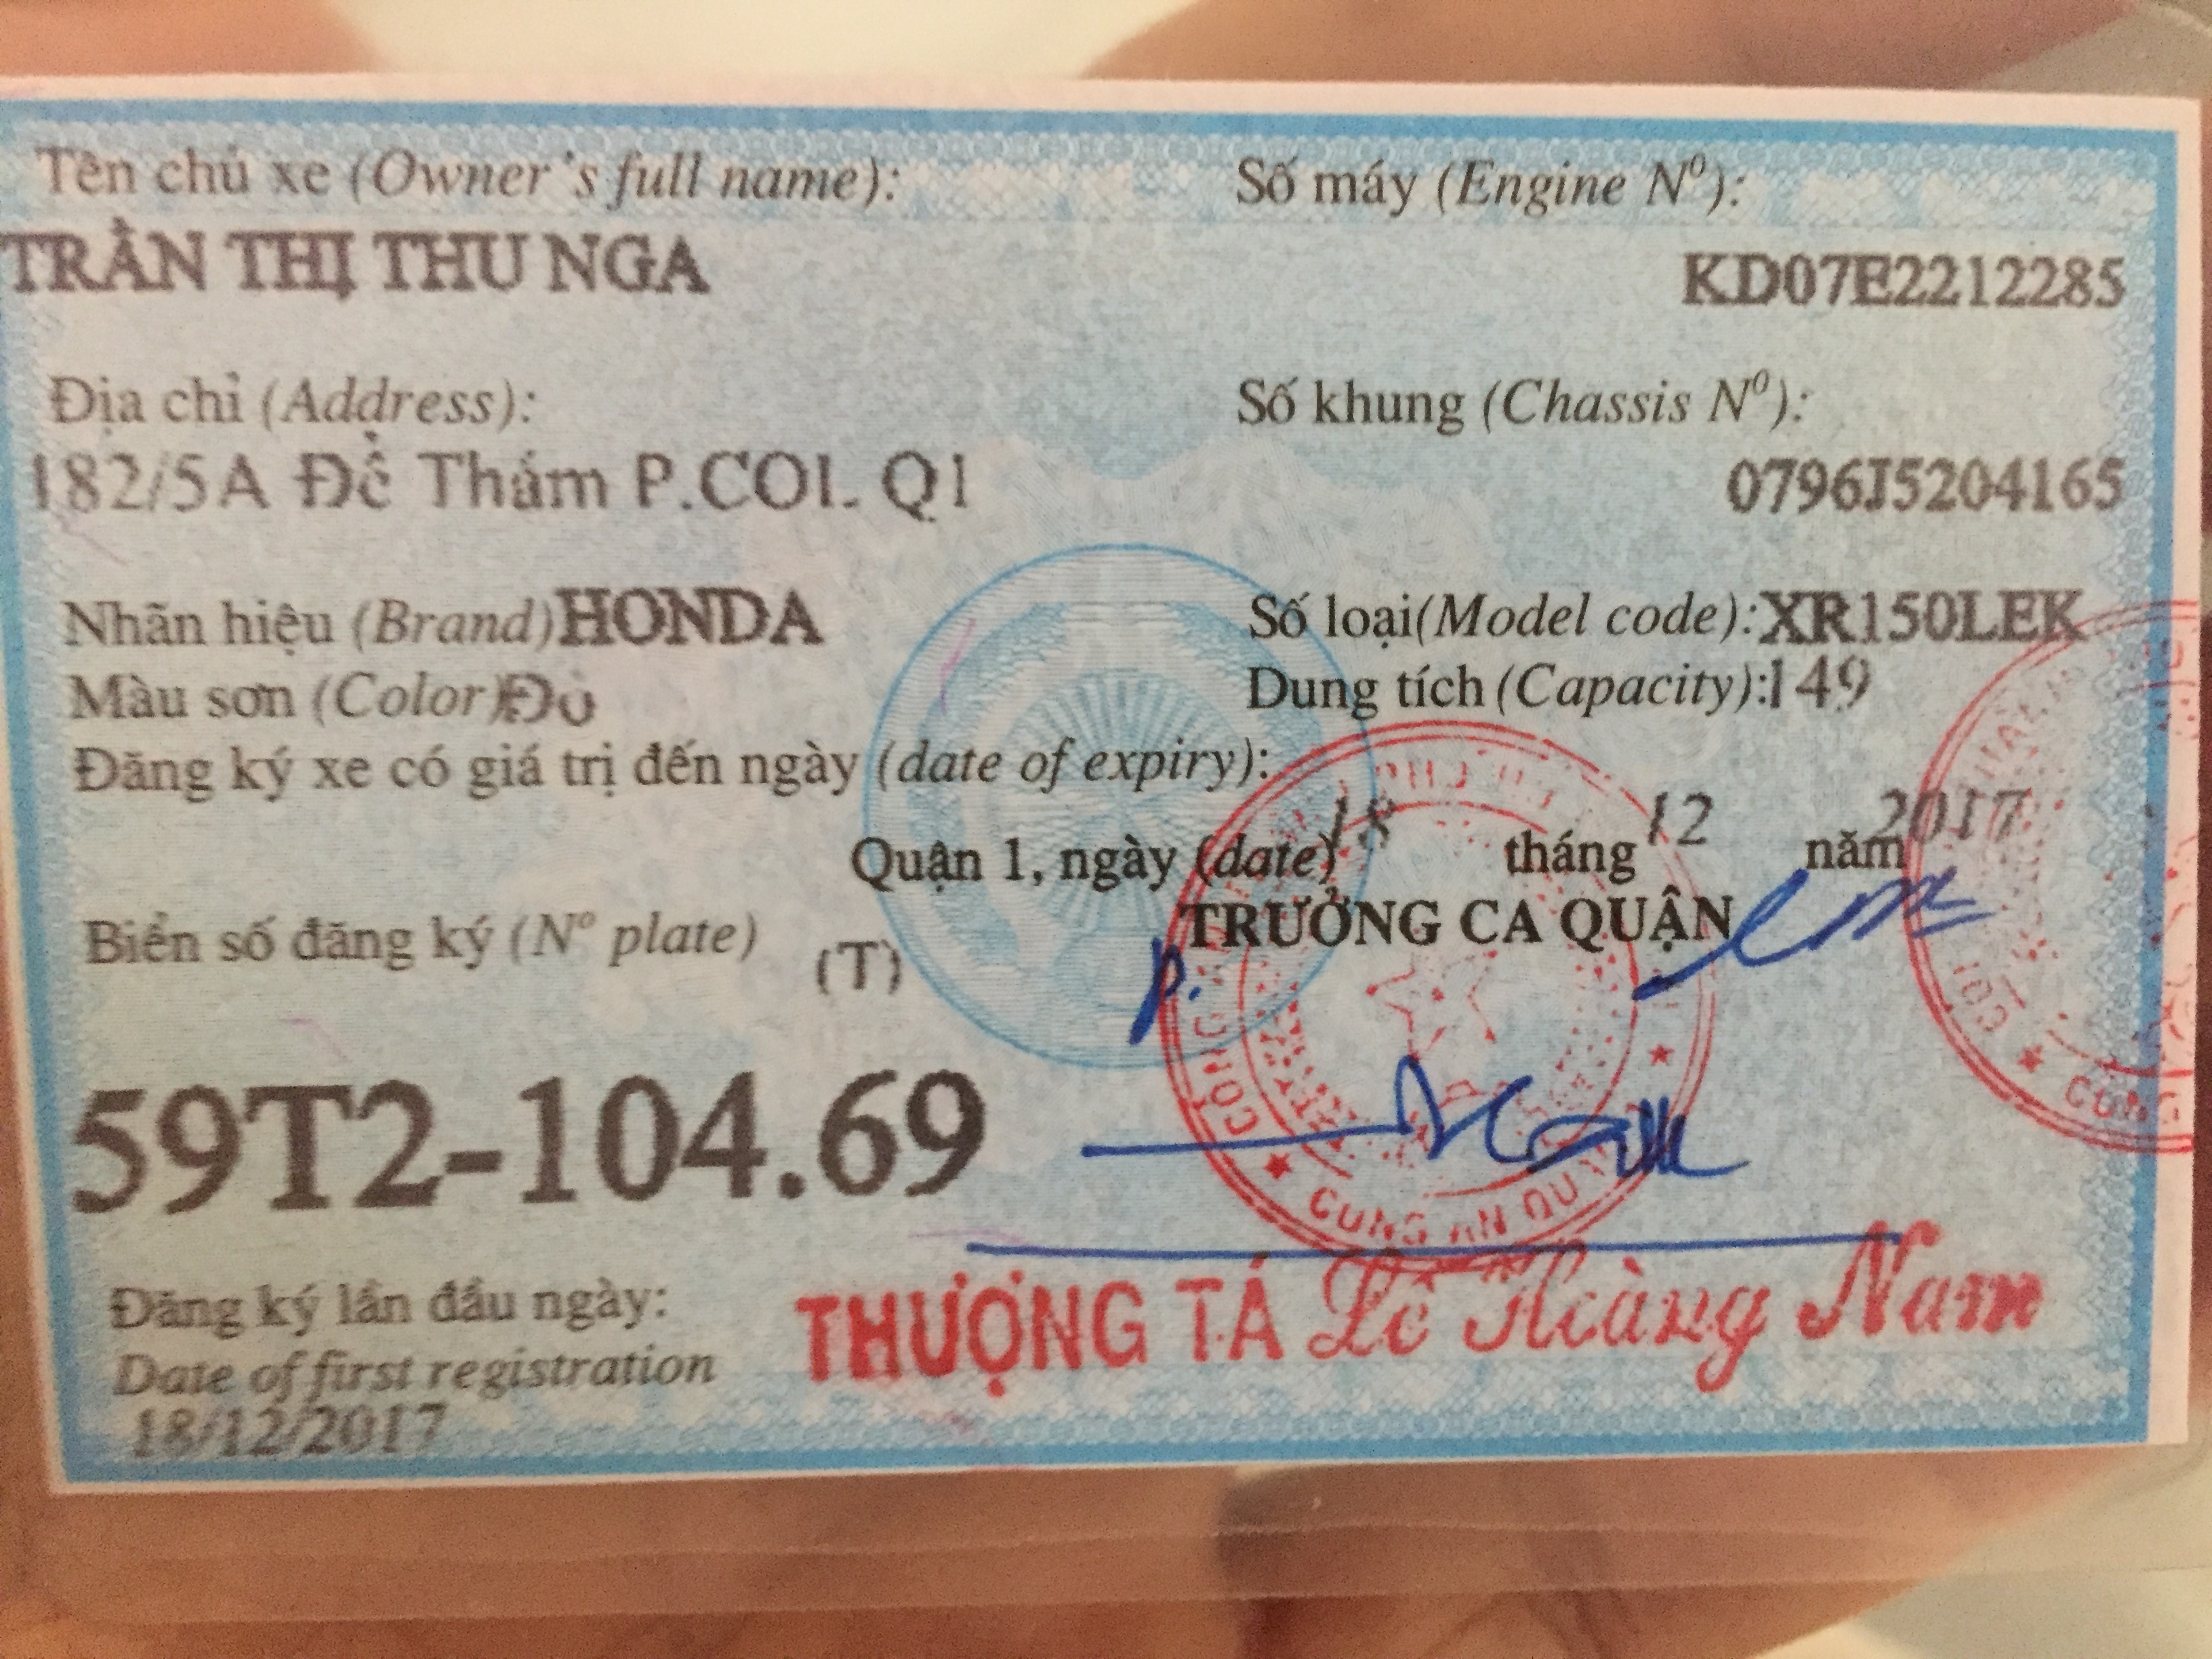 Tên chủ xe (Owner's full name): Số máy (Engine Nº):
TRẦN THỊ THU NGA KD07E2212285
Địa chỉ (Address): Số khung (Chassis Nº):
182/5A Đề Thám P.COL. Q1 0796J5204165
Nhãn hiệu (Brand) HONDA Số loại (Model code): XR150LEK
Màu sơn (Color) Đỏ Dung tích (Capacity): 149
Đăng ký xe có giá trị đến ngày (date of expiry):
Quận 1, ngày (date) 18 tháng 12 năm 2017
Biển số đăng ký (Nº plate) (T) P. TRƯỞNG CA QUẬN
59T2-104.69
Đăng ký lần đầu ngày:
Date of first registration
18/12/2017
THƯỢNG TÁ Nam